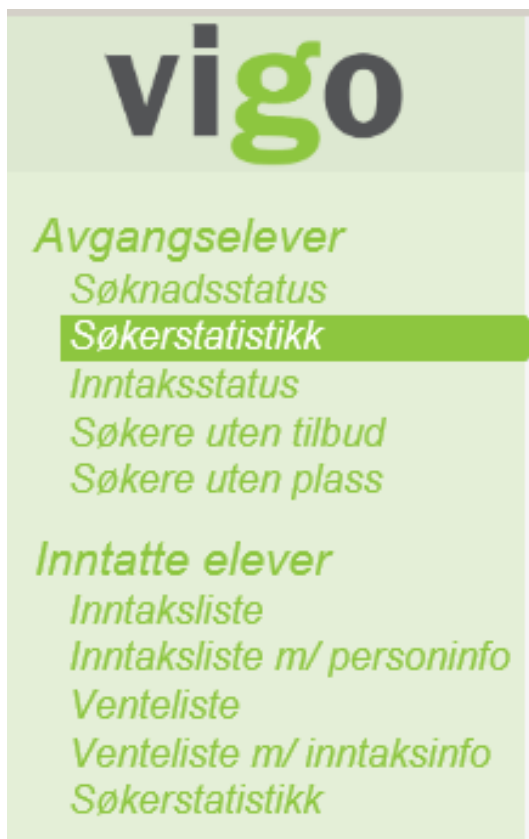 vigo
Avgangselever
Søknadsstatus
Søkerstatistikk
Inntaksstatus
Søkere uten tilbud
Søkere uten plass
Inntatte elever
Inntaksliste
Inntaksliste m/ personinfo
Venteliste
Venteliste m/ inntaksinfo
Søkerstatistikk